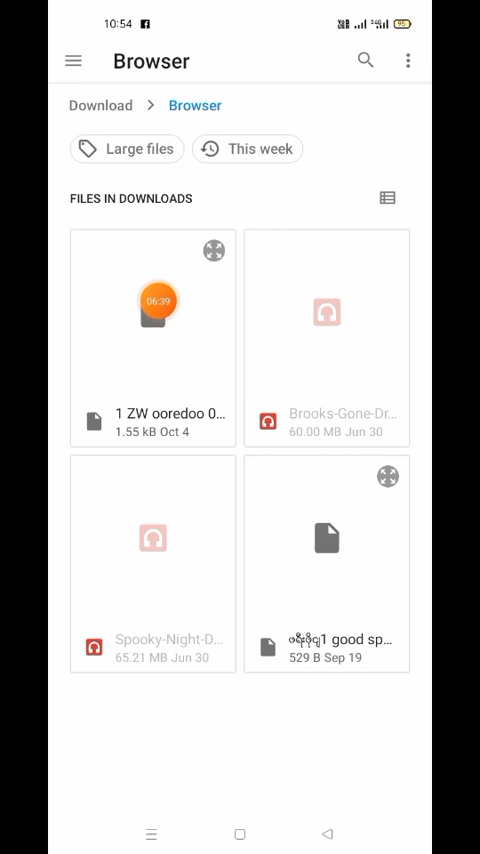 10:54
95
Browser
Download > Browser
Large files
This week
FILES IN DOWNLOADS
06:39
1 ZW ooredoo 0...
1.55 kB Oct 4
Brooks-Gone-Dr...
60.00 MB Jun 30
Spooky-Night-D...
65.21 MB Jun 30
1 good sp...
529 B Sep 19